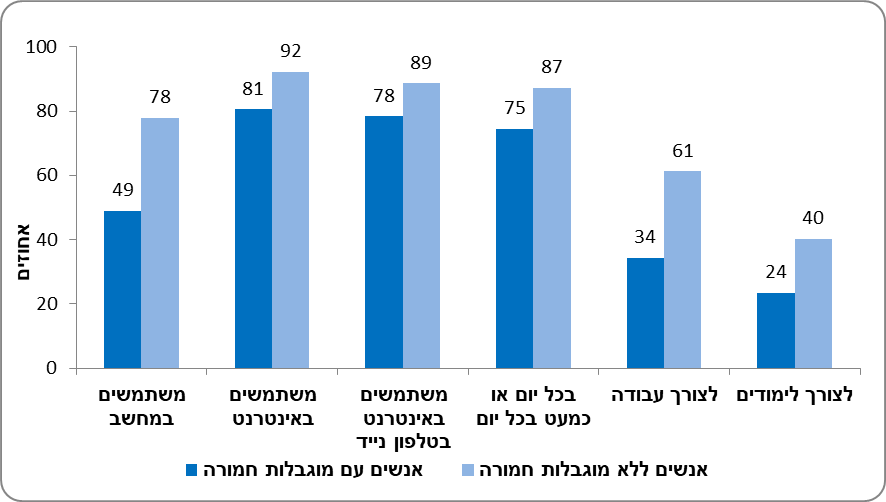 אחוזים
100
80
60
40
20
0
49
78
81
92
78
89
75
87
34
61
24
40
משתמשים
במחשב
משתמשים
באינטרנט
משתמשים
באינטרנט
בטלפון נייד
בכל יום או
כמעט בכל יום
לצורך עבודה
לצורך לימודים
אנשים עם מוגבלות חמורה
אנשים ללא מוגבלות חמורה